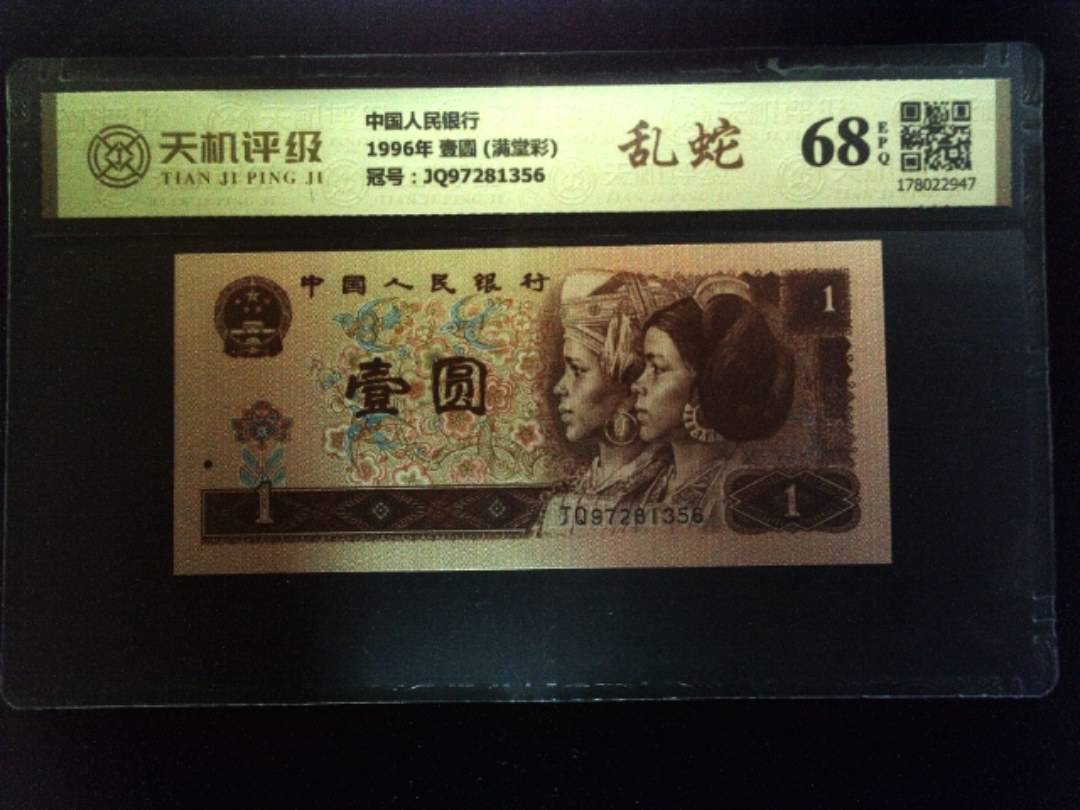 天机评级
TIAN JI PING JI
中国人民银行
1996年 壹圆 (满堂彩)
冠号：JQ97281356
乱蛇
68
EPQ
178022947
中国人民银行
1
壹圆
1
JQ97281356
1